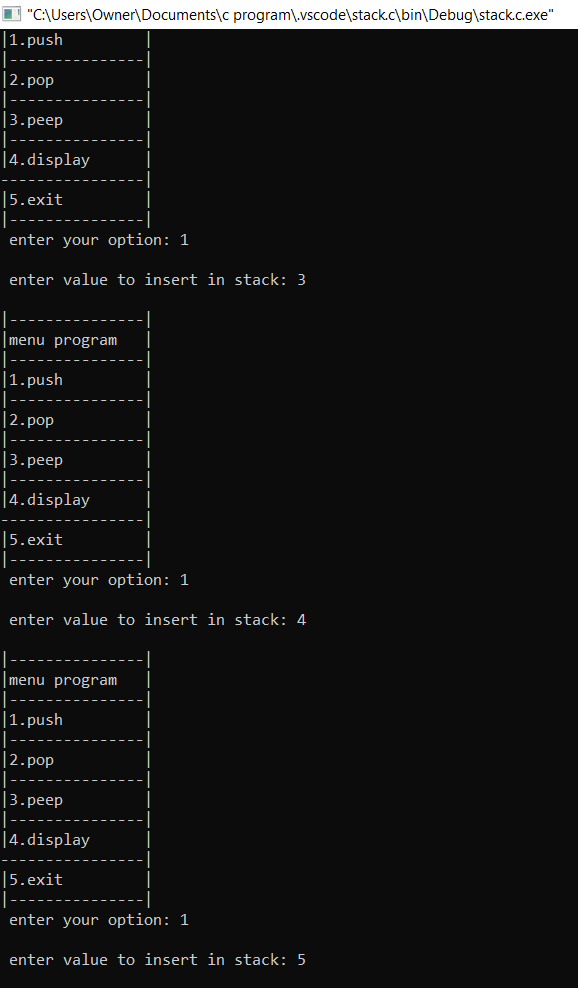 "C:\Users\Owner\Documents\c program\.vscode\stack.c\bin\Debug\stack.c.exe"
|1.push          |
|---------------|
|2.pop           |
|---------------|
|3.peep          |
|---------------|
|4.display       |
----------------|
|5.exit          |
|---------------|
 enter your option: 1
 enter value to insert in stack: 3
|---------------|
|menu program    |
|---------------|
|1.push          |
|---------------|
|2.pop           |
|---------------|
|3.peep          |
|---------------|
|4.display       |
----------------|
|5.exit          |
|---------------|
 enter your option: 1
 enter value to insert in stack: 4
|---------------|
|menu program    |
|---------------|
|1.push          |
|---------------|
|2.pop           |
|---------------|
|3.peep          |
|---------------|
|4.display       |
----------------|
|5.exit          |
|---------------|
 enter your option: 1
 enter value to insert in stack: 5